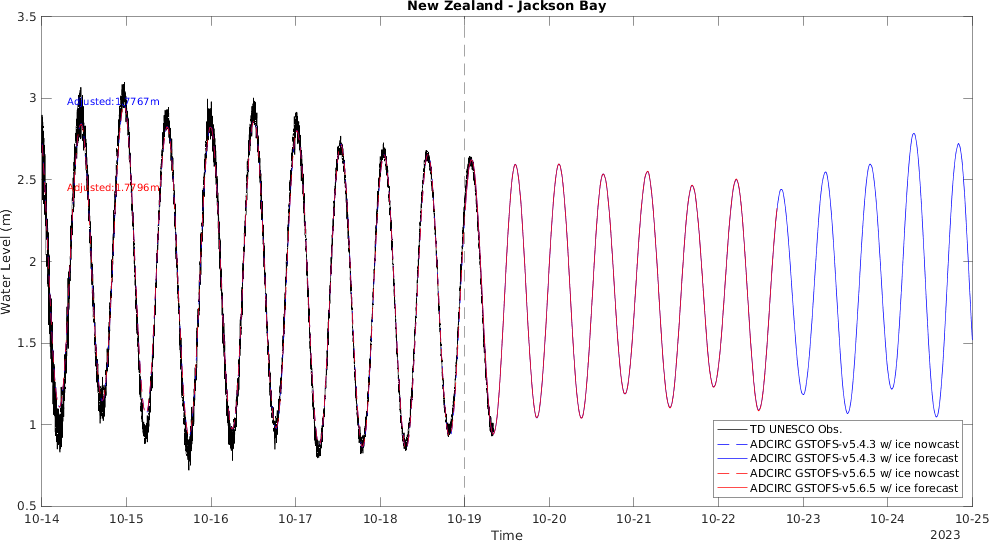 New Zealand - Jackson Bay
3.5
3
2.5
2
1.5
1
0.5
Water Level (m)
Adjusted:1.7767m
Adjusted:1.7796m
TD UNESCO Obs.
ADCIRC GSTOFS-v5.4.3 w/ ice nowcast
ADCIRC GSTOFS-v5.4.3 w/ ice forecast
ADCIRC GSTOFS-v5.6.5 w/ ice nowcast
ADCIRC GSTOFS-v5.6.5 w/ ice forecast
10-14 10-15 10-16 10-17 10-18 10-19 10-20 10-21 10-22 10-23 10-24 10-25
Time
2023